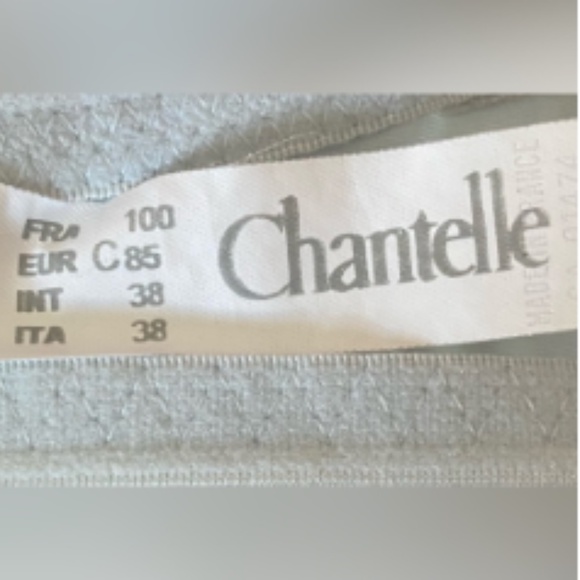 FRA 100
EUR C 85
INT 38
ITA 38
Chantelle
MADE IN FRANCE